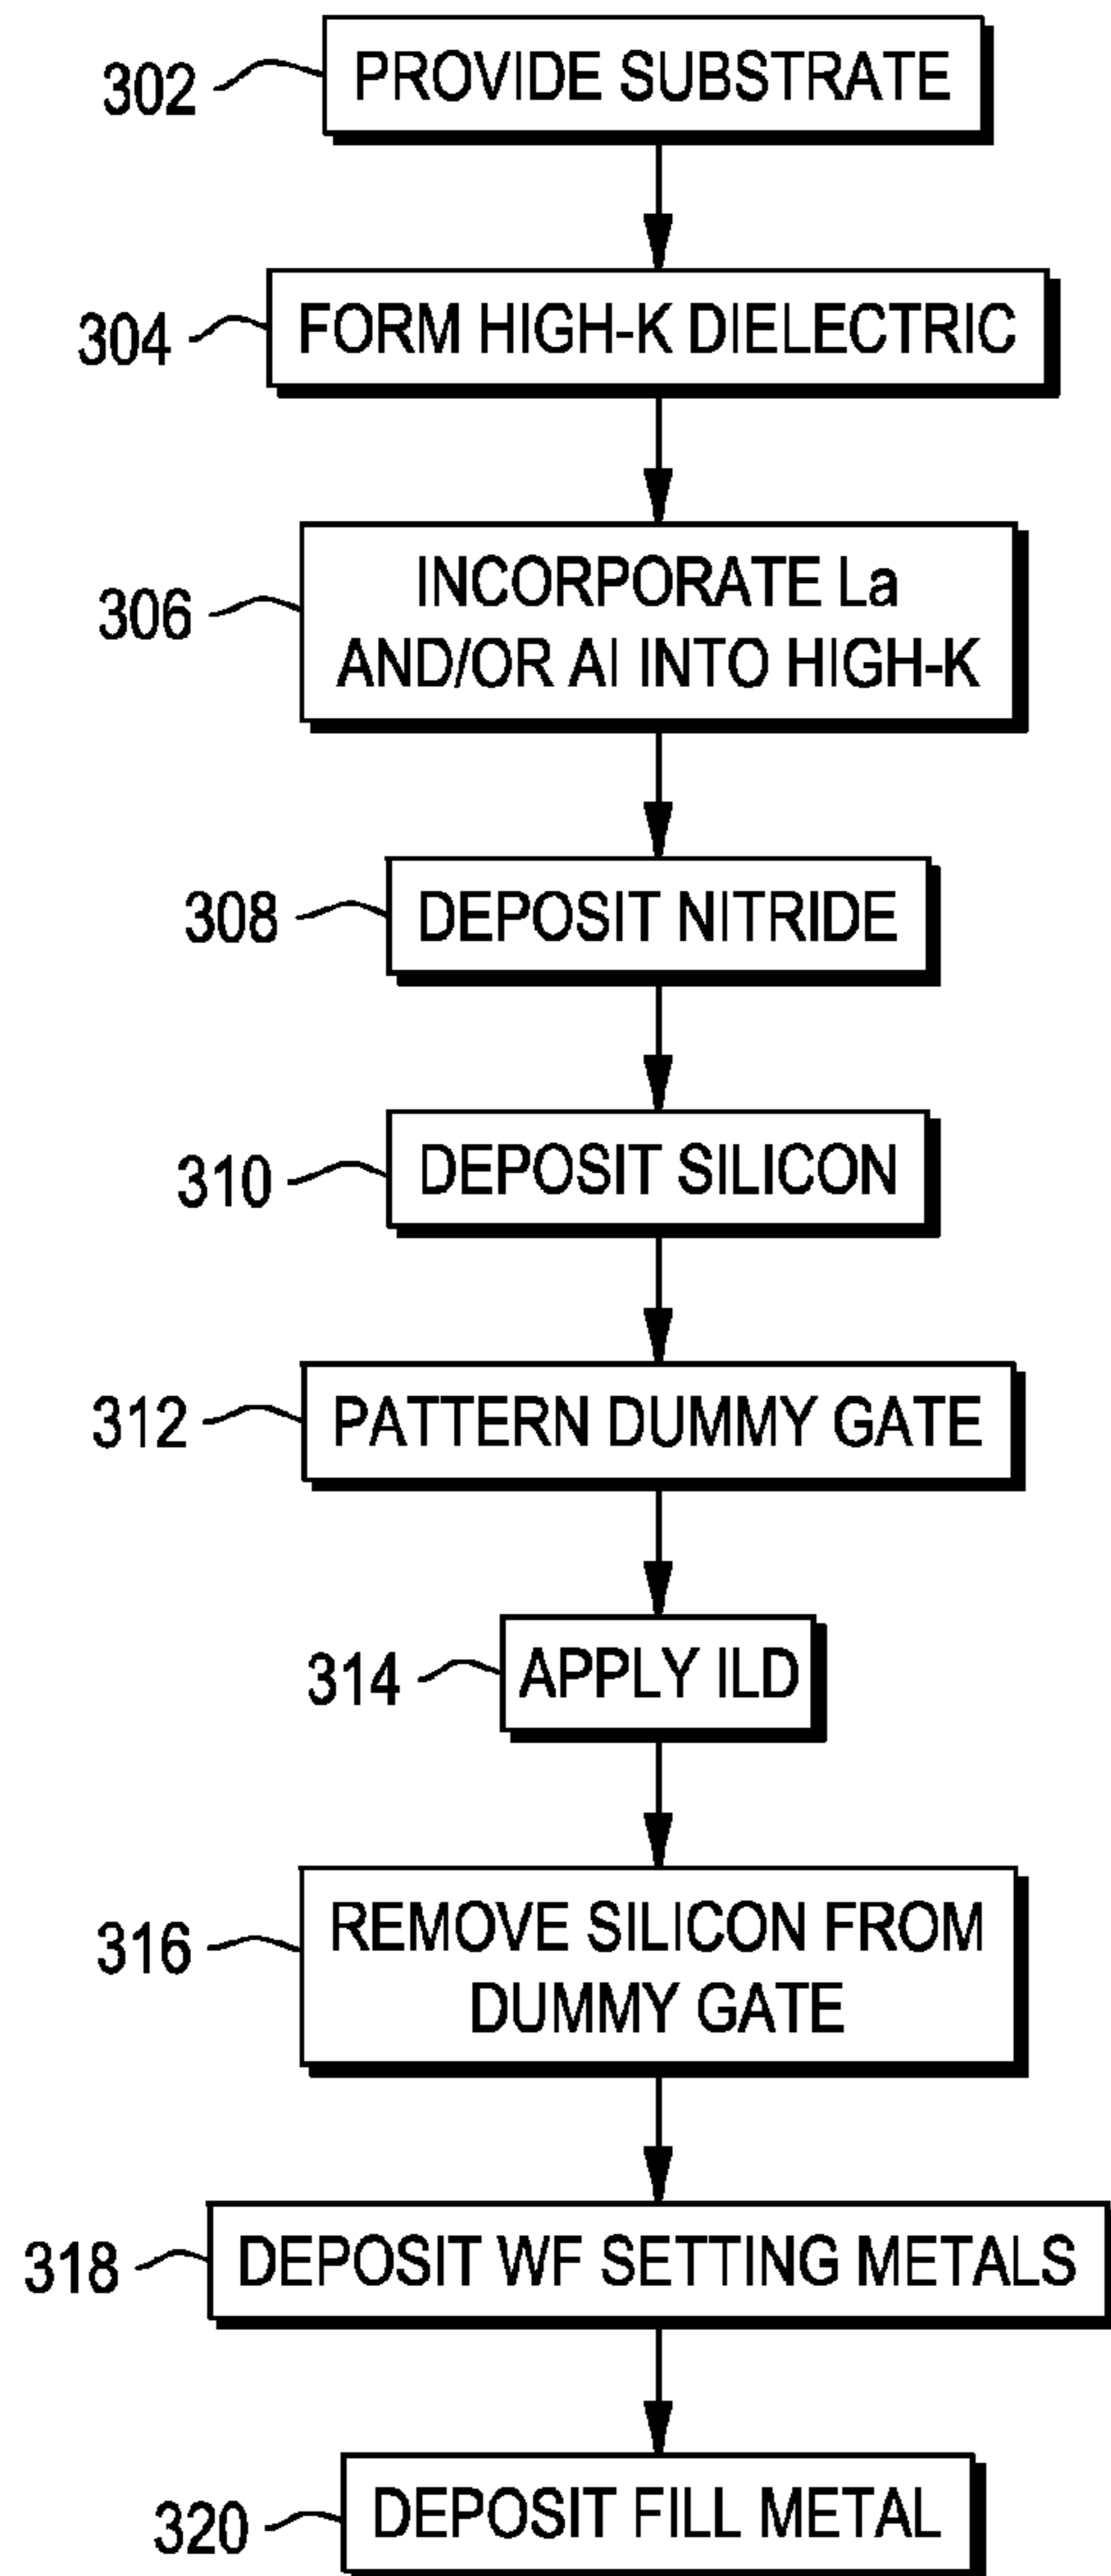 302
PROVIDE SUBSTRATE
304
FORM HIGH-K DIELECTRIC
306
INCORPORATE La
AND/OR Al INTO HIGH-K
308
DEPOSIT NITRIDE
310
DEPOSIT SILICON
312
PATTERN DUMMY GATE
314
APPLY ILD
316
REMOVE SILICON FROM
DUMMY GATE
318
DEPOSIT WF SETTING METALS
320
DEPOSIT FILL METAL